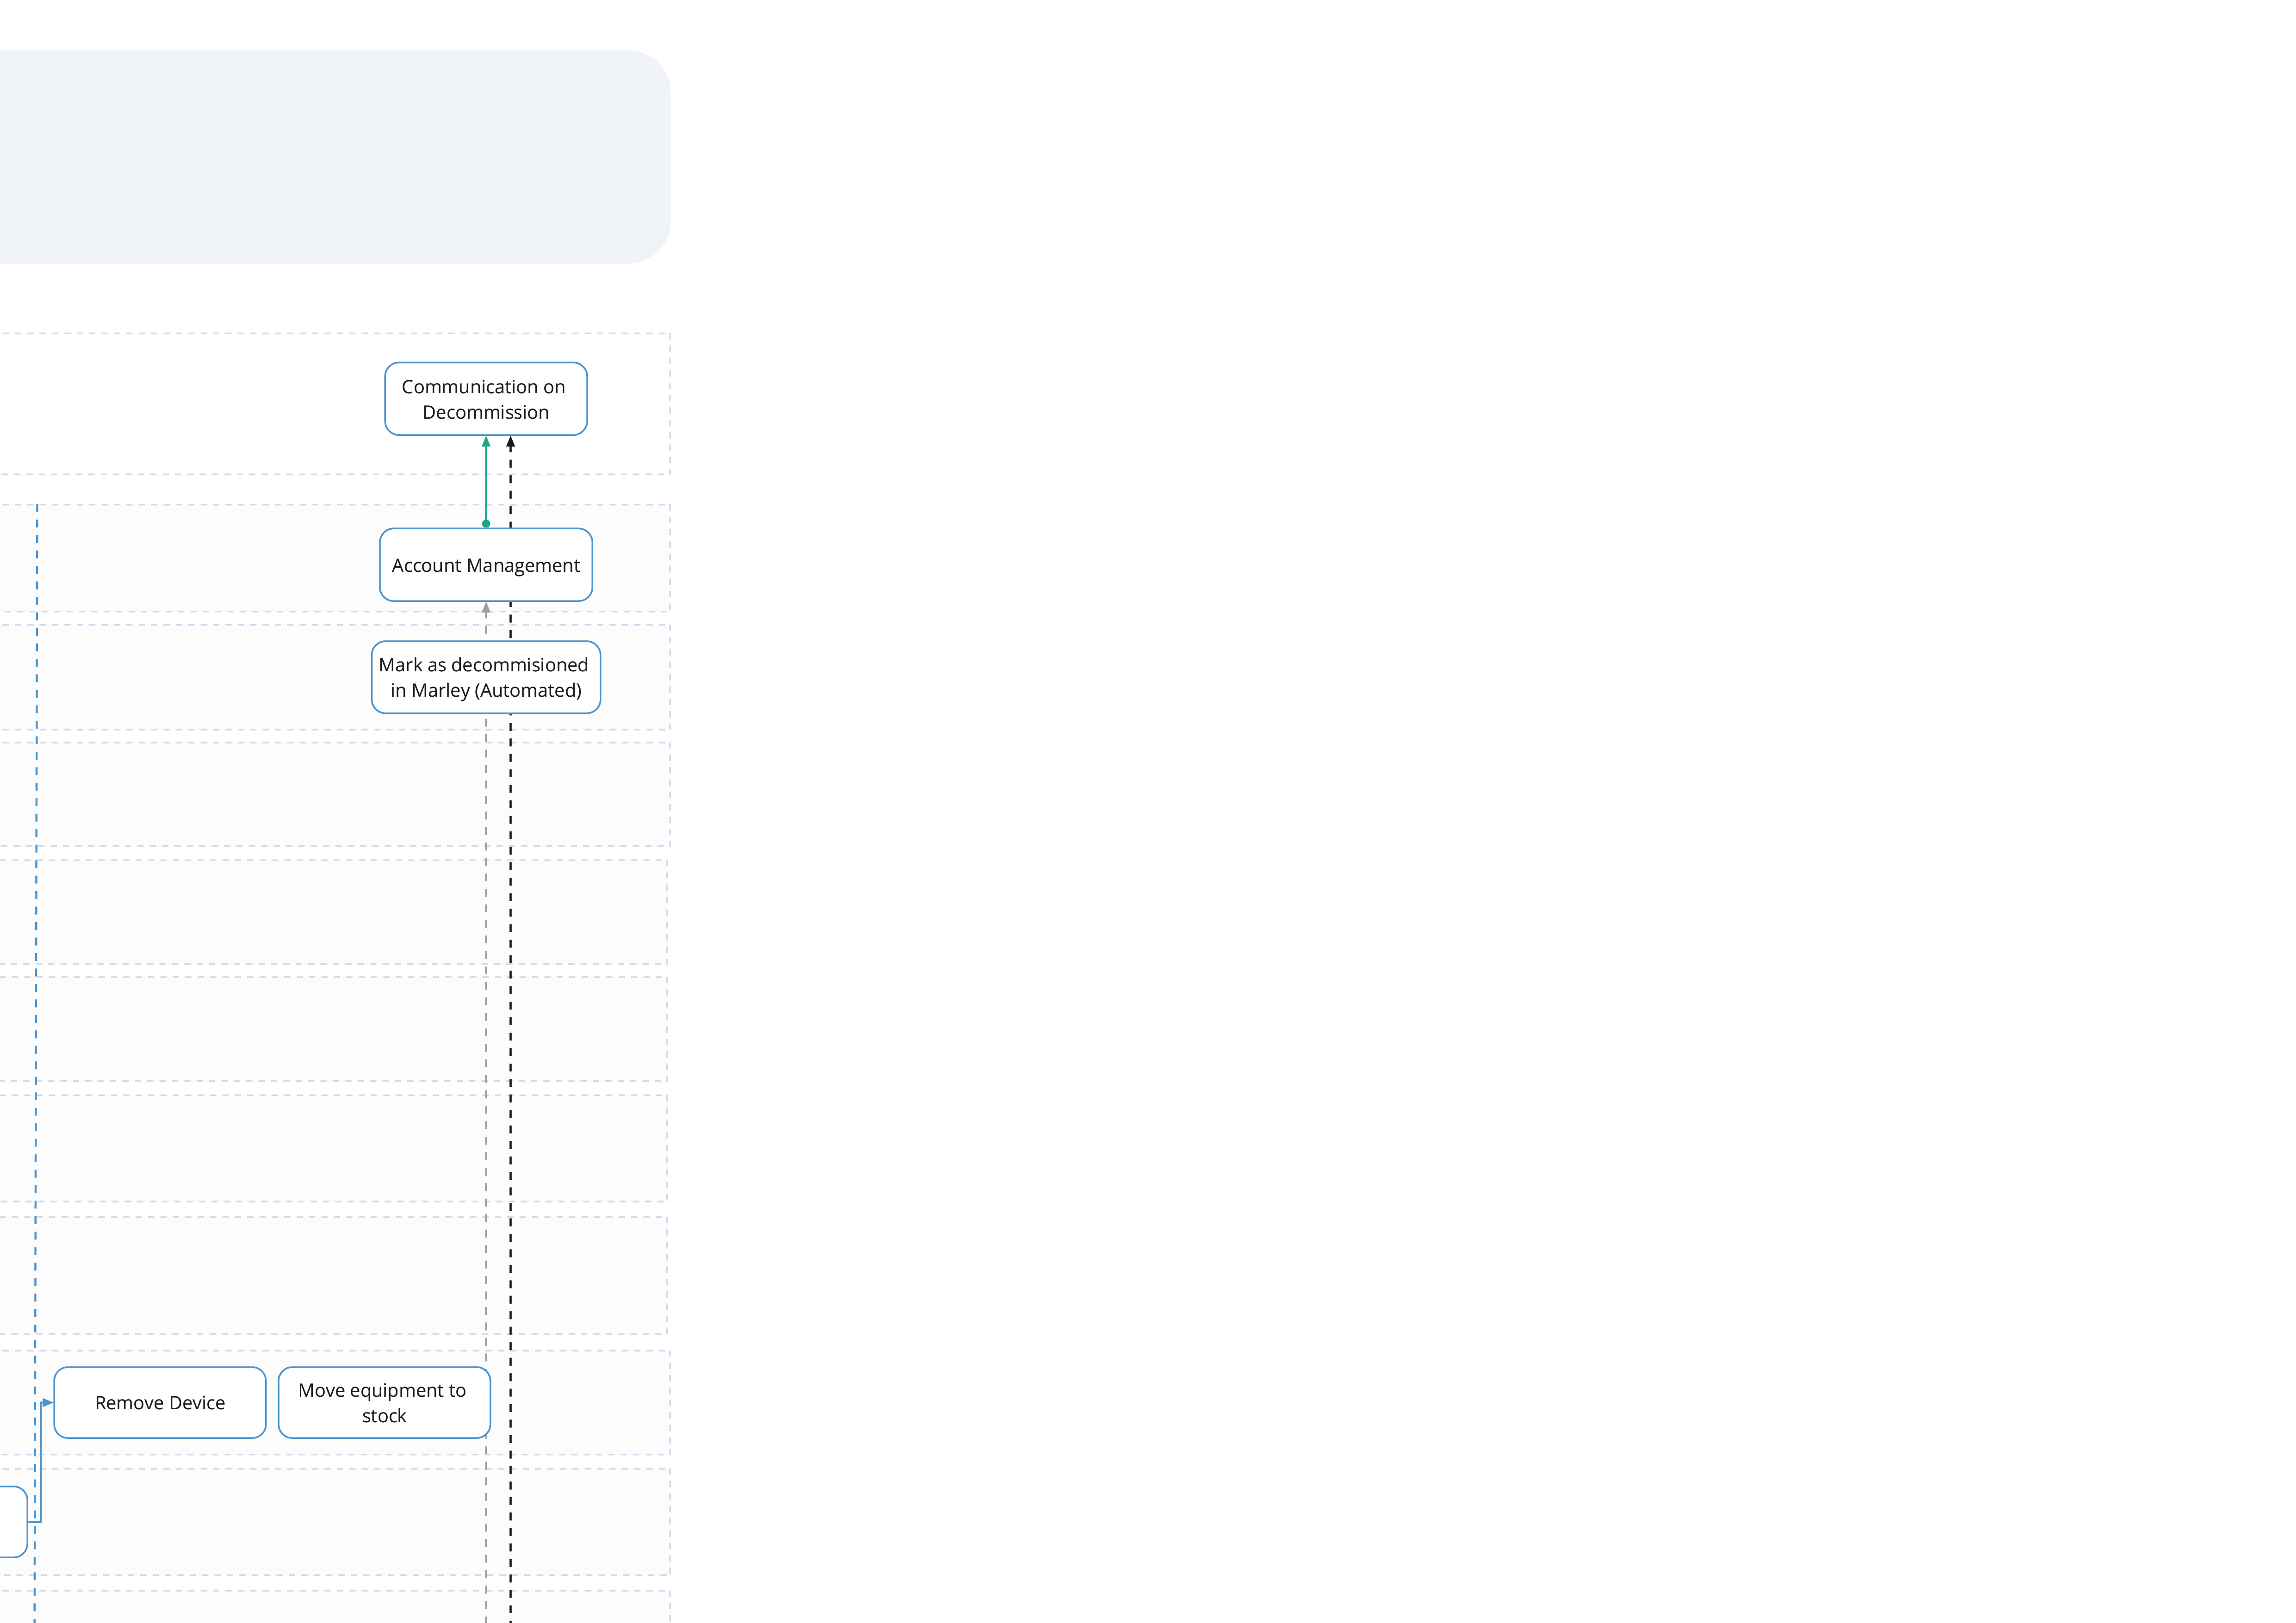 Communication on
Decommission
Account Management
Mark as decommisioned
in Marley (Automated)
Remove Device
Move equipment to
stock